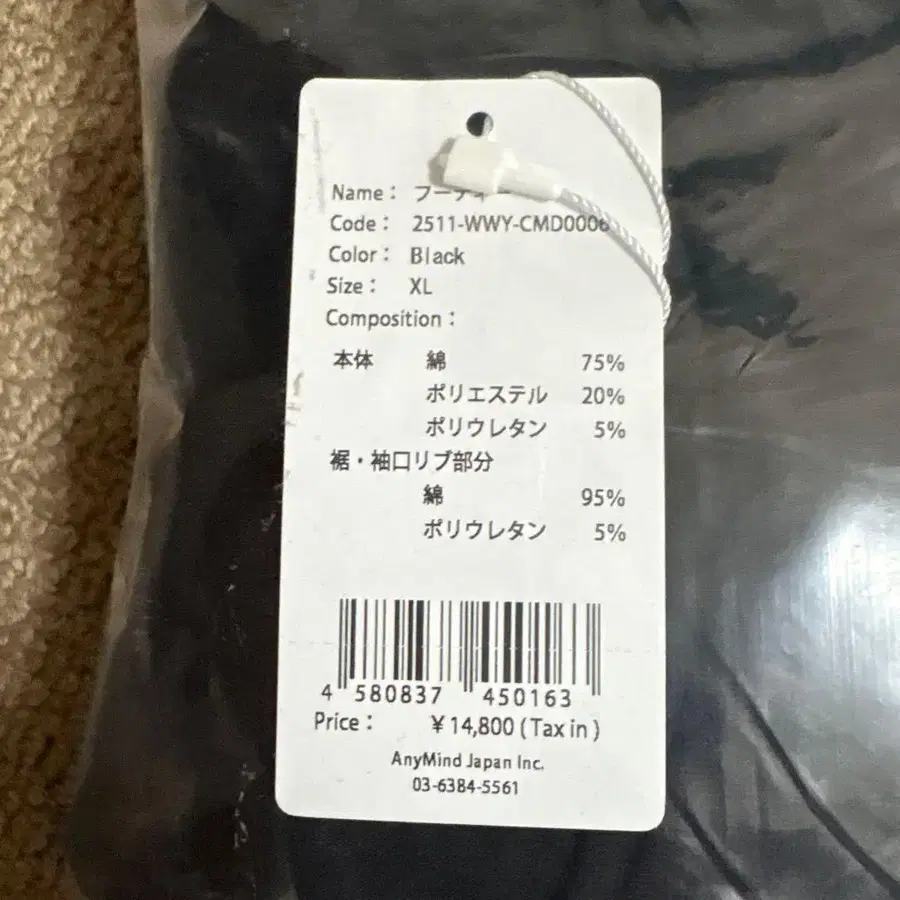 Name： フーディ
Code： 2511-WWY-CMD0006
Color： Black
Size： XL
Composition：
本体 綿 75%
ポリエステル 20%
ポリウレタン 5%
裾・袖口リブ部分
綿 95%
ポリウレタン 5%
4 580837 450163
Price： ￥14,800 ( Tax in )
AnyMind Japan Inc.
03-6384-5561